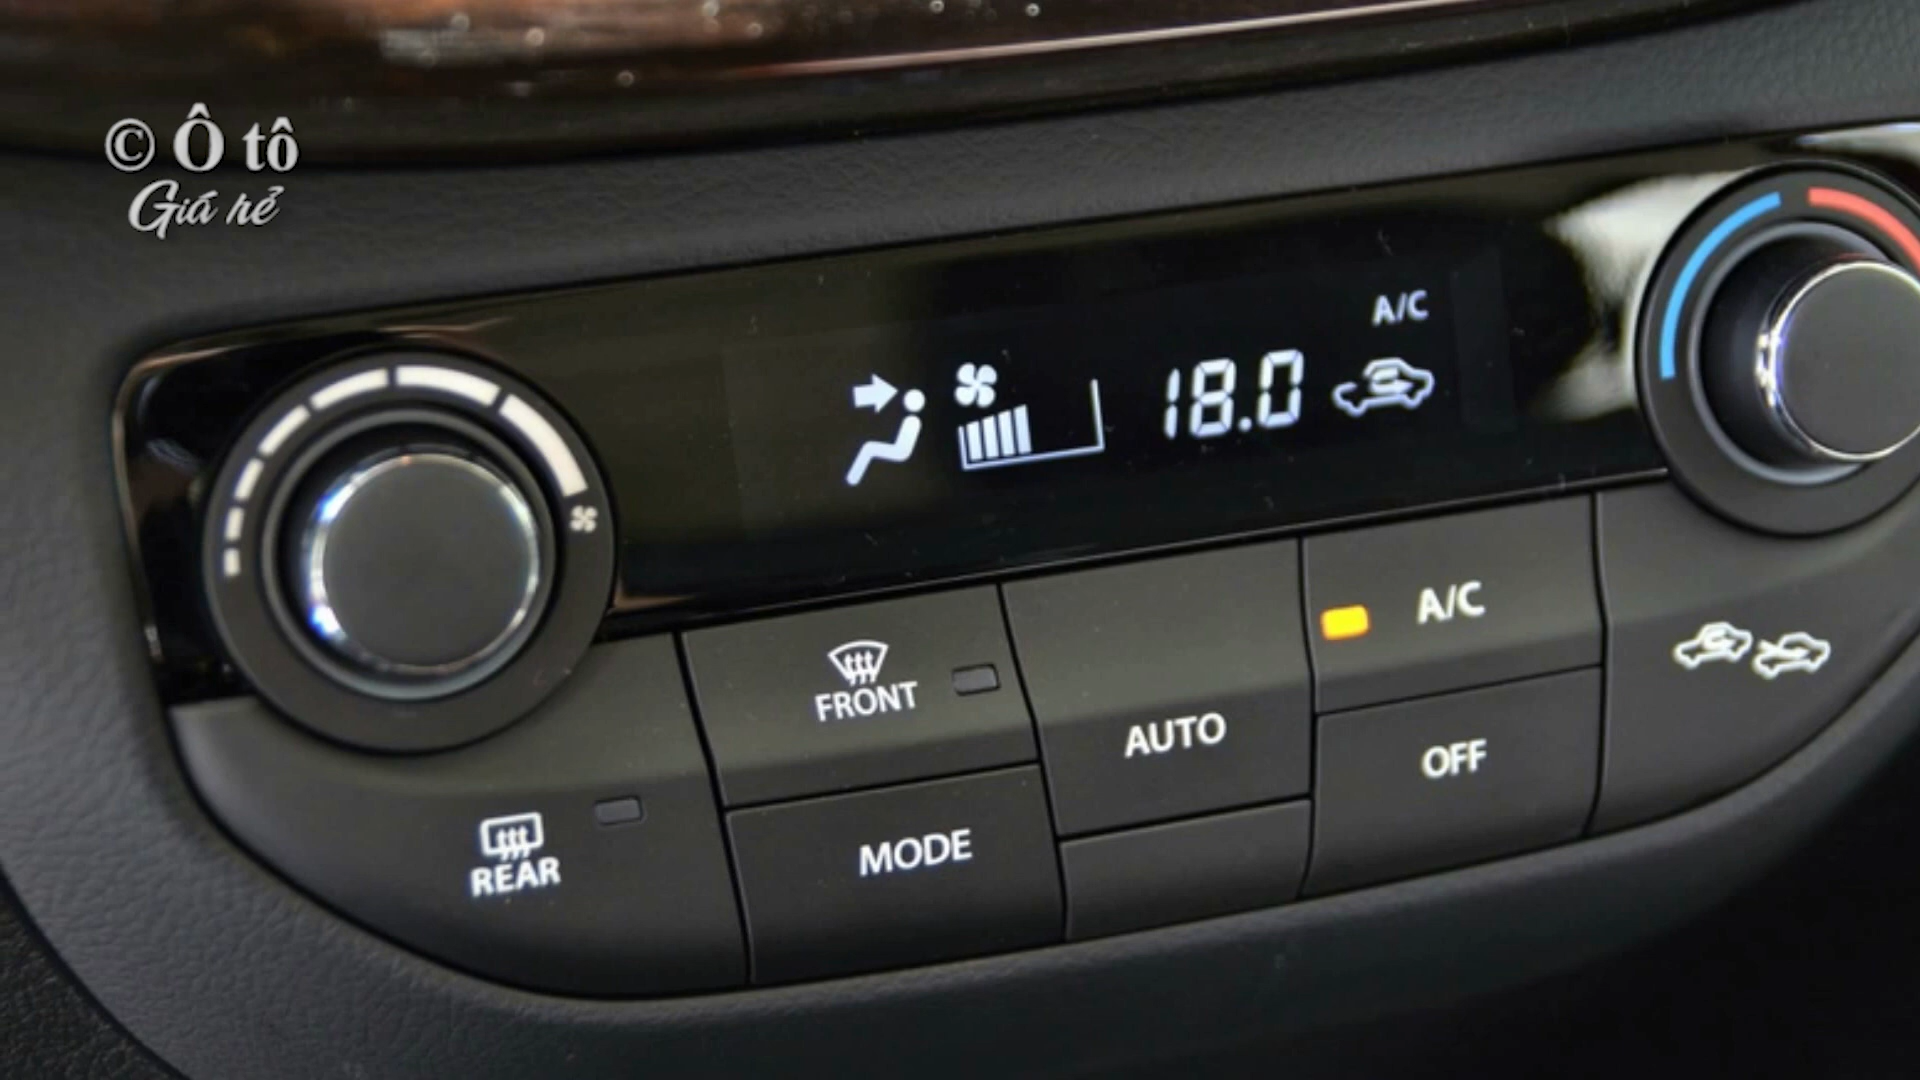 © Ô tô
Giá rẻ
A/C
18.0
FRONT
A/C
AUTO
OFF
MODE
REAR